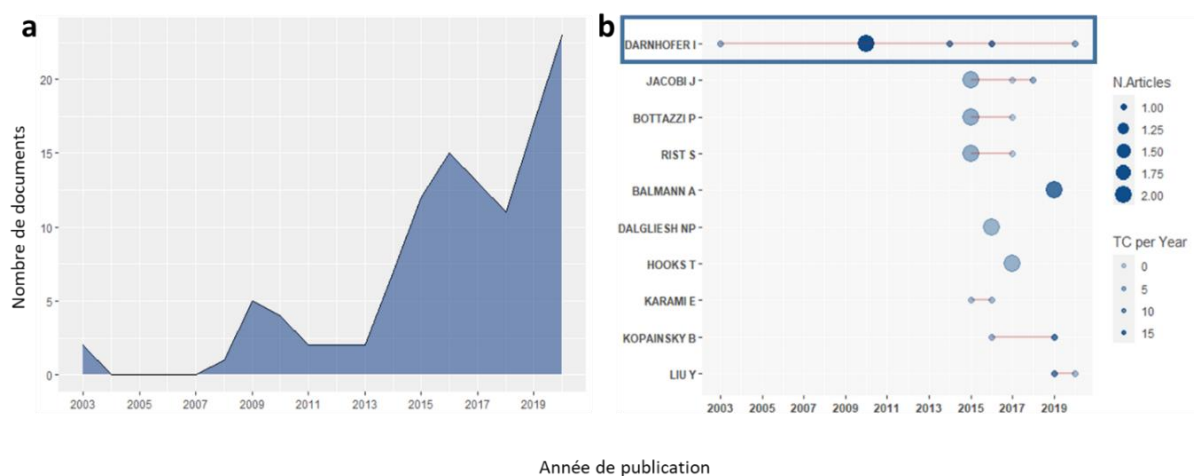 a
Nombre de documents
20
15
10
5
0
2003 2005 2007 2009 2011 2013 2015 2017 2019
b
DARNHOFER I
JACOBI J
BOTTAZZI P
RIST S
BALMANN A
DALGLIESH NP
HOOKS T
KARAMI E
KOPAINSKY B
LIU Y
2003 2005 2007 2009 2011 2013 2015 2017 2019
N.Articles
1.00
1.25
1.50
1.75
2.00
TC per Year
0
5
10
15
Année de publication